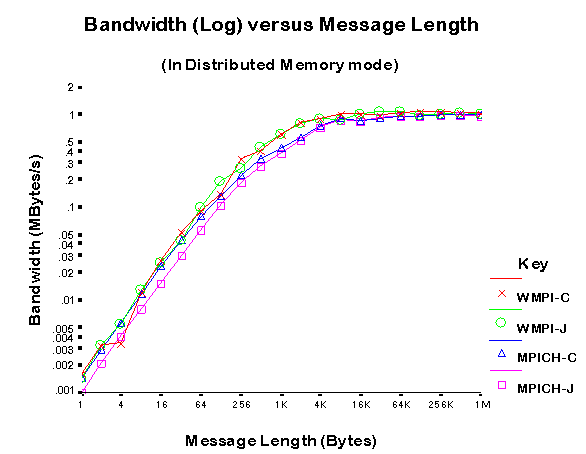 Bandwidth (Log) versus Message Length
(In Distributed Memory mode)
Bandwidth (MBytes/s)
2
1
.5
.4
.3
.2
.1
.05
.04
.03
.02
.01
.005
.004
.003
.002
.001
1 4 16 64 256 1K 4K 16K 64K 256K 1M
Message Length (Bytes)
Key
WMPI-C
WMPI-J
MPICH-C
MPICH-J